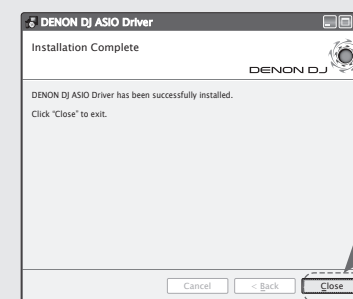 DENON DJ ASIO Driver
Installation Complete
DENON DJ
DENON DJ ASIO Driver has been successfully installed.
Click "Close" to exit.
Cancel < Back Close